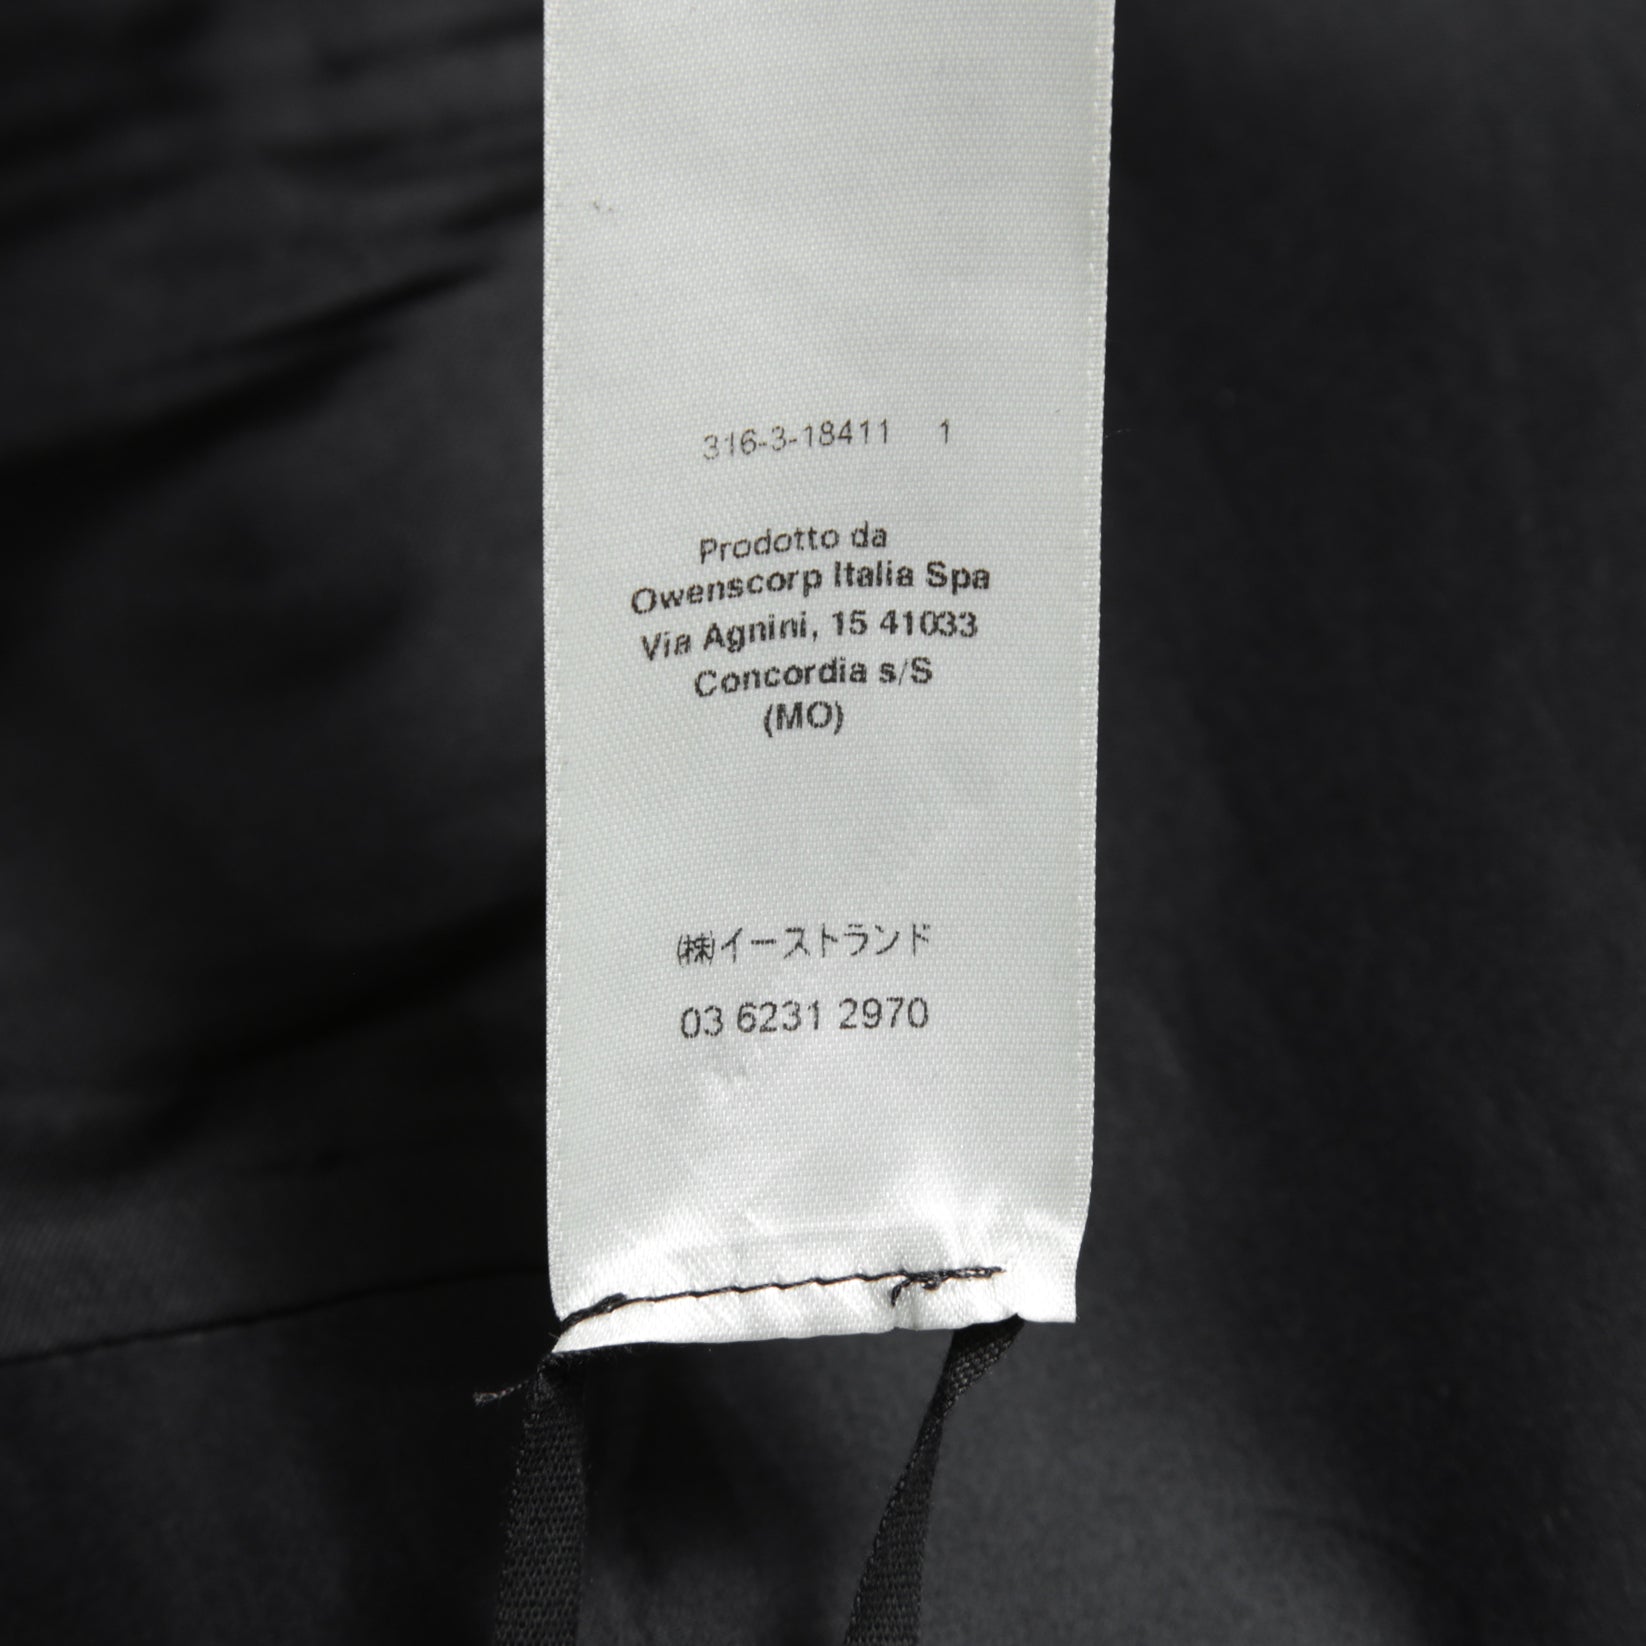 316-3-18411 1
Prodotto da
Owenscorp Italia Spa
Via Agnini, 15 41033
Concordia s/S
(MO)
㈱イーストランド
03 6231 2970